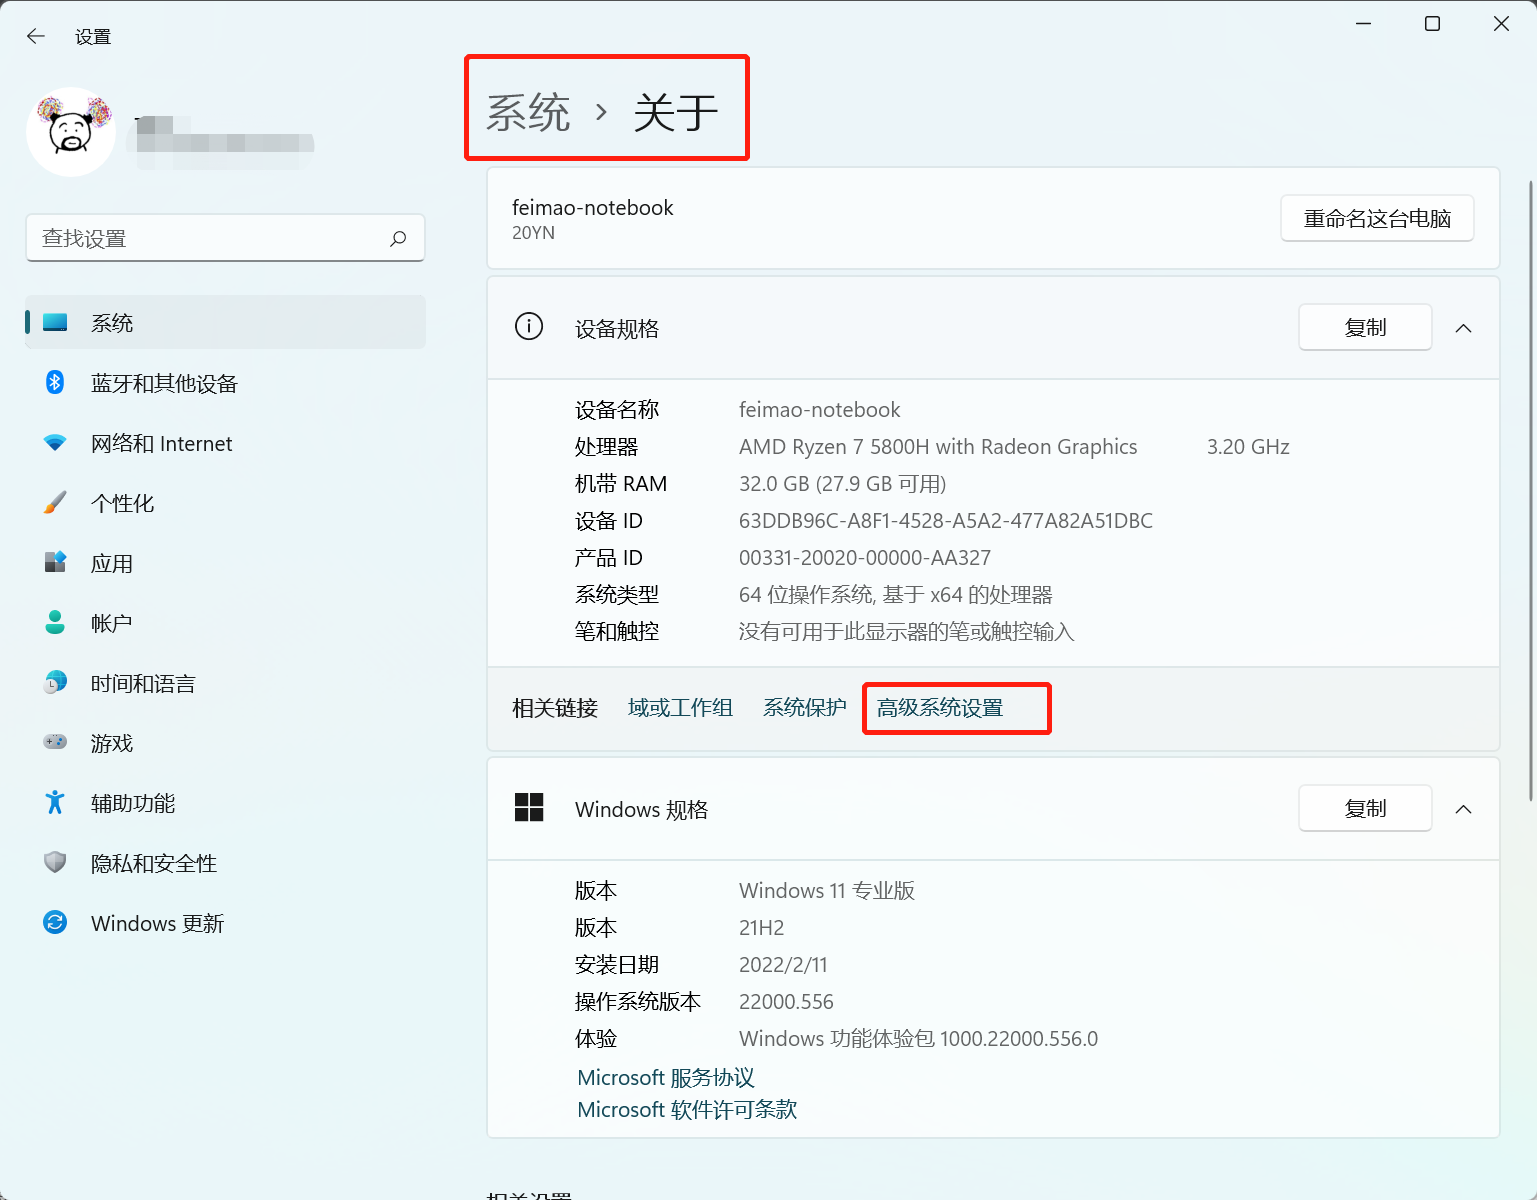 设置
系统 › 关于
feimao-notebook
20YN
重命名这台电脑
查找设置
系统
蓝牙和其他设备
网络和 Internet
个性化
应用
帐户
时间和语言
游戏
辅助功能
隐私和安全性
Windows 更新
设备规格
复制
设备名称 feimao-notebook
处理器 AMD Ryzen 7 5800H with Radeon Graphics 3.20 GHz
机带 RAM 32.0 GB (27.9 GB 可用)
设备 ID 63DDB96C-A8F1-4528-A5A2-477A82A51DBC
产品 ID 00331-20020-00000-AA327
系统类型 64 位操作系统, 基于 x64 的处理器
笔和触控 没有可用于此显示器的笔或触控输入
相关链接 域或工作组 系统保护 高级系统设置
Windows 规格
复制
版本 Windows 11 专业版
版本 21H2
安装日期 2022/2/11
操作系统版本 22000.556
体验 Windows 功能体验包 1000.22000.556.0
Microsoft 服务协议
Microsoft 软件许可条款
相关设置